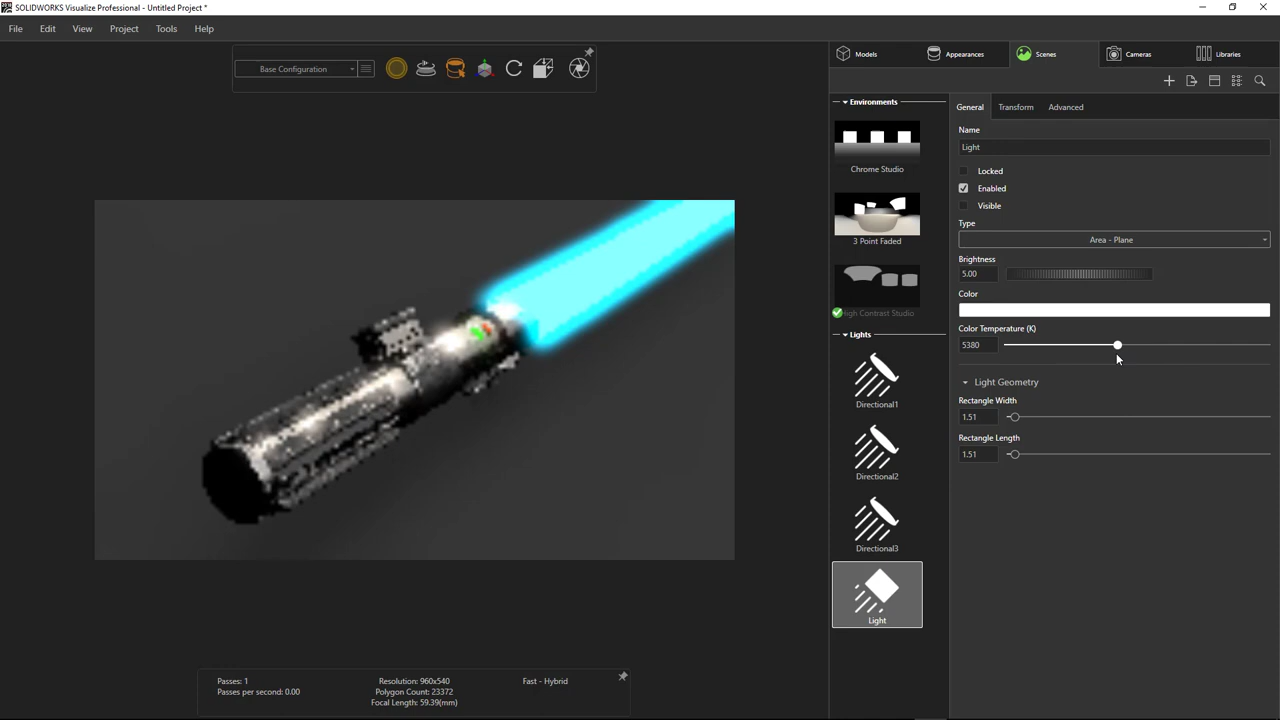 SOLIDWORKS Visualize Professional - Untitled Project *
File Edit View Project Tools Help
Base Configuration
Models Appearances Scenes Cameras Libraries
Environments
Chrome Studio
3 Point Faded
High Contrast Studio
Lights
Directional1
Directional2
Directional3
Light
General Transform Advanced
Name
Light
Locked
Enabled
Visible
Type
Area - Plane
Brightness
5.00
Color
Color Temperature (K)
5380
Light Geometry
Rectangle Width
1.51
Rectangle Length
1.51
Passes: 1 Resolution: 960x540 Fast - Hybrid
Passes per second: 0.00 Polygon Count: 23372
Focal Length: 59.39(mm)